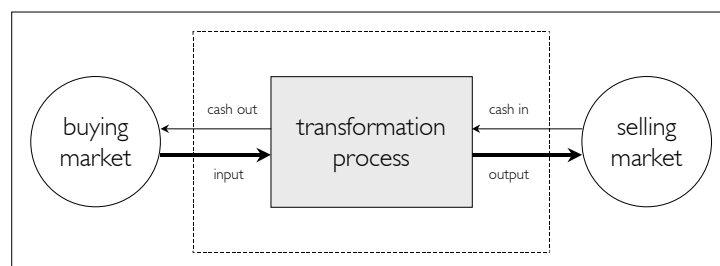 buying
market
cash out
input
transformation
process
cash in
output
selling
market